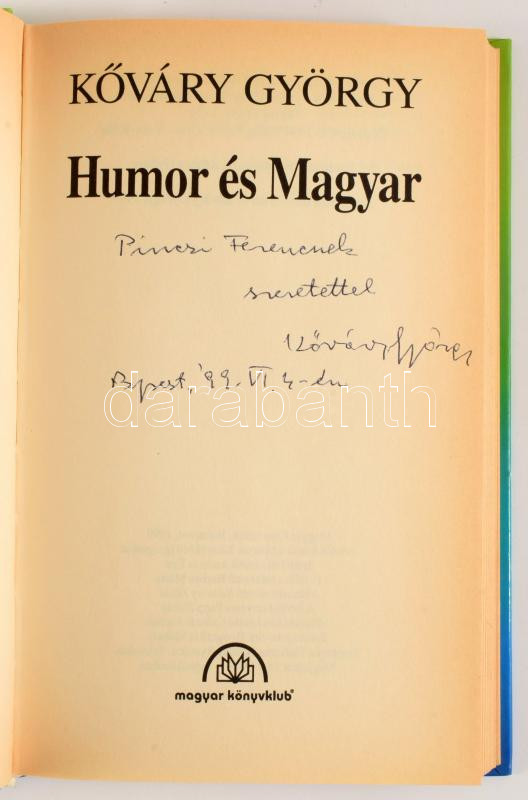 KŐVÁRY GYÖRGY
Humor és Magyar
Pinczi Ferencnek
szeretettel
Kőváry György
Bpest, '99. VI. 4-én
darabanth
magyar könyvklub